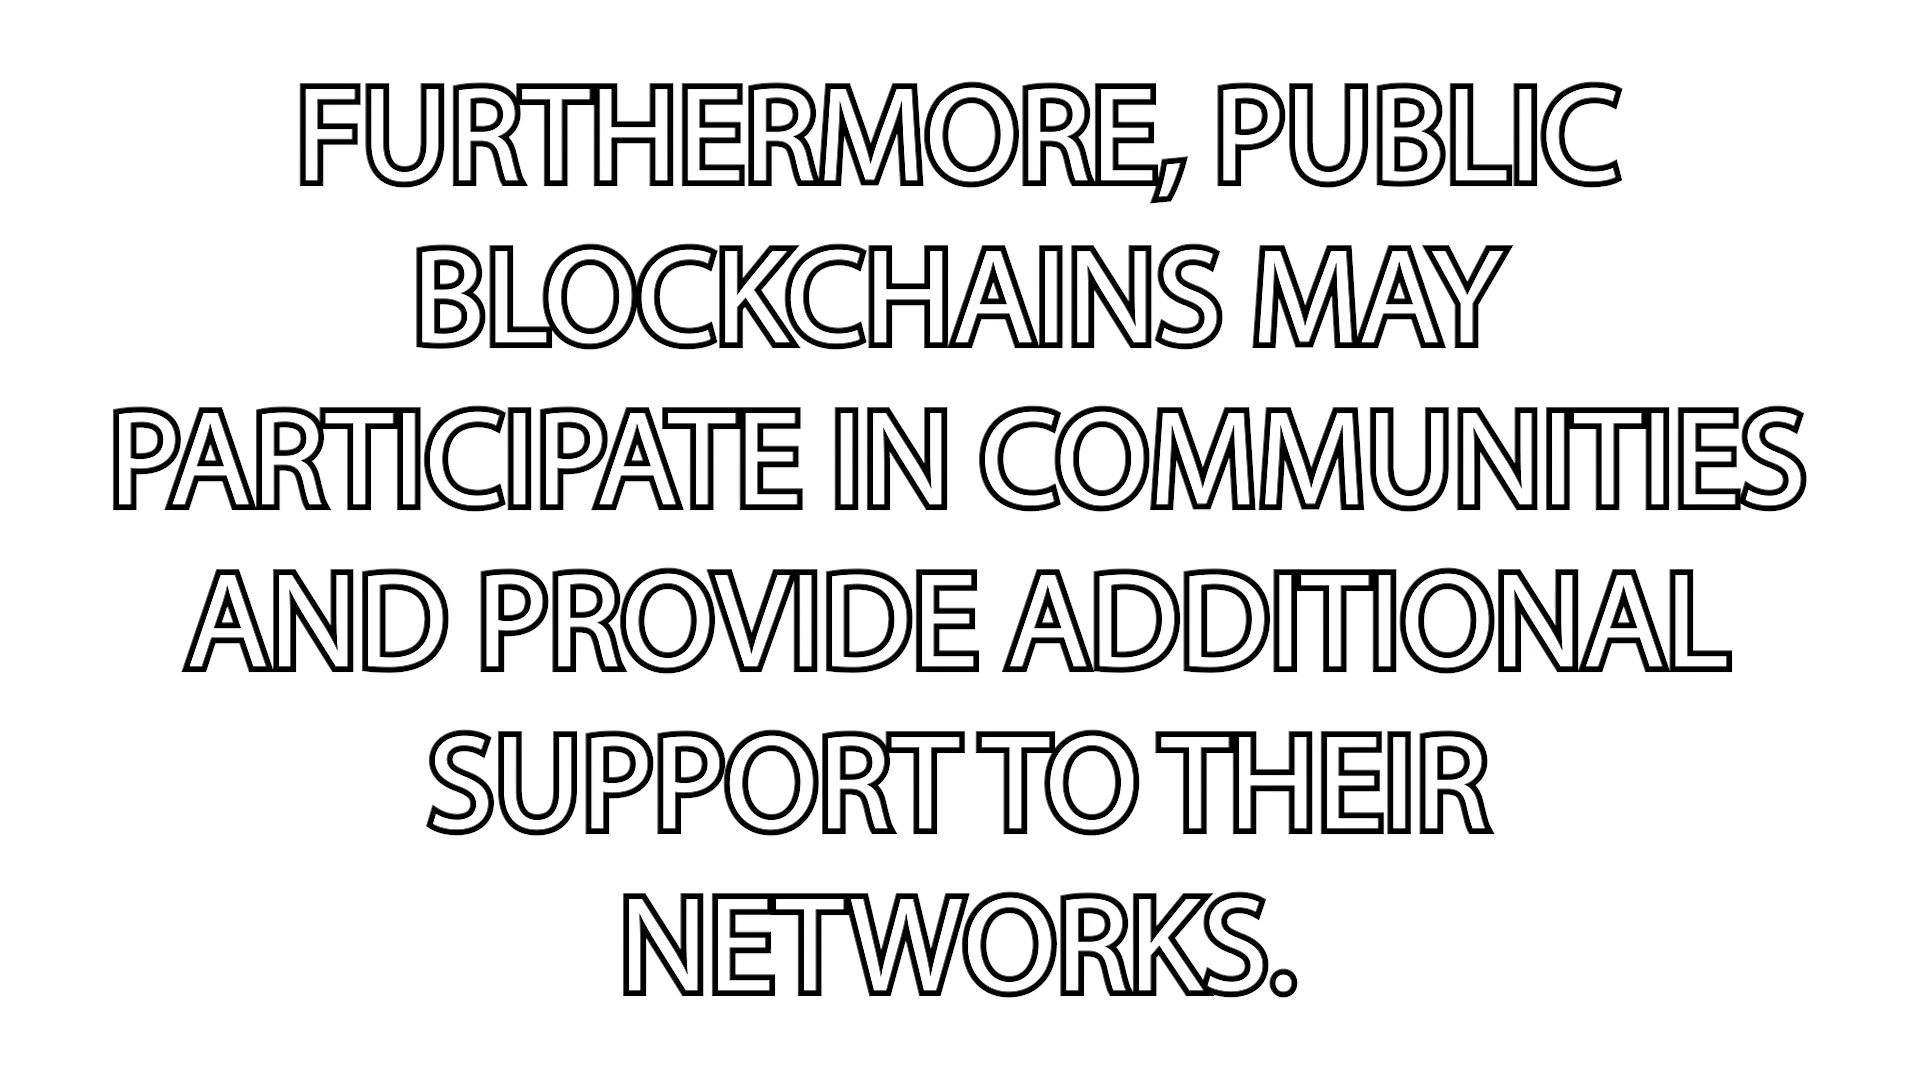 FURTHERMORE, PUBLIC
BLOCKCHAINS MAY
PARTICIPATE IN COMMUNITIES
AND PROVIDE ADDITIONAL
SUPPORT TO THEIR
NETWORKS.